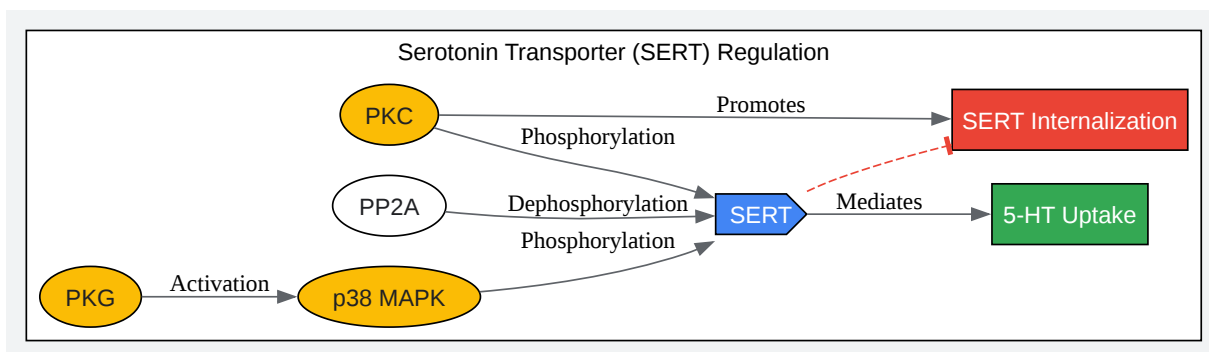 Serotonin Transporter (SERT) Regulation
PKC
Promotes
SERT Internalization
Phosphorylation
PP2A
Dephosphorylation
SERT
Mediates
5-HT Uptake
Phosphorylation
PKG
Activation
p38 MAPK